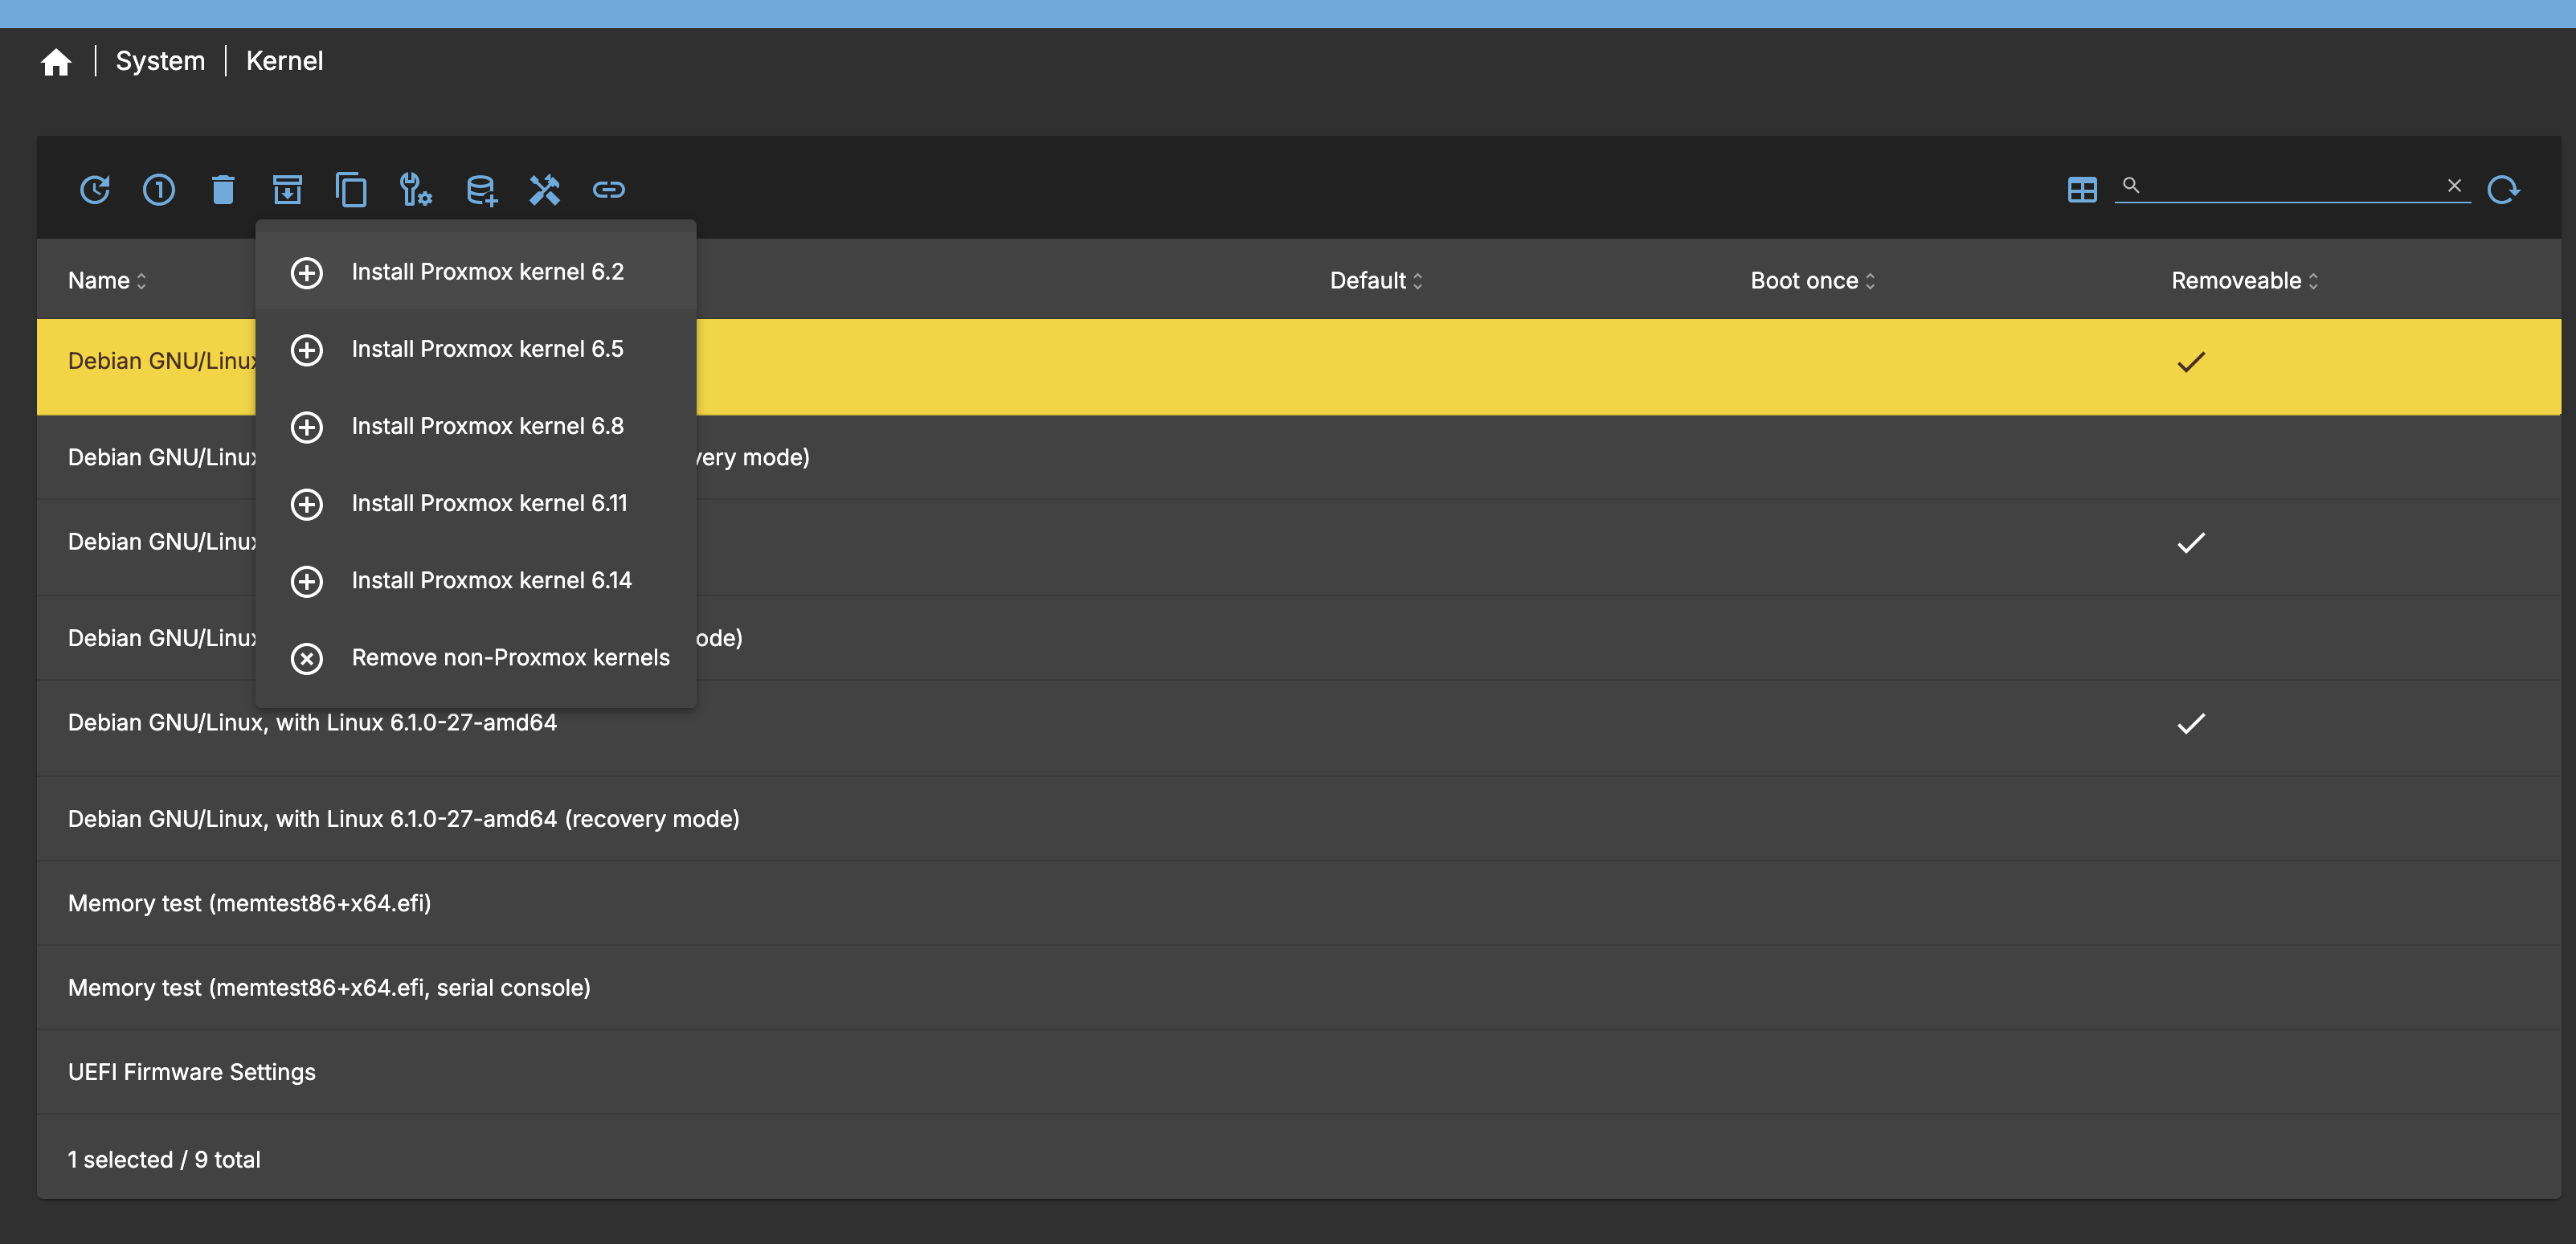 System | Kernel
Name
Default
Boot once
Removeable
Install Proxmox kernel 6.2
Install Proxmox kernel 6.5
Install Proxmox kernel 6.8
Install Proxmox kernel 6.11
Install Proxmox kernel 6.14
Remove non-Proxmox kernels
Debian GNU/Linux
Debian GNU/Linux mode)
Debian GNU/Linux
Debian GNU/Linux
Debian GNU/Linux, with Linux 6.1.0-27-amd64
Debian GNU/Linux, with Linux 6.1.0-27-amd64 (recovery mode)
Memory test (memtest86+x64.efi)
Memory test (memtest86+x64.efi, serial console)
UEFI Firmware Settings
1 selected / 9 total